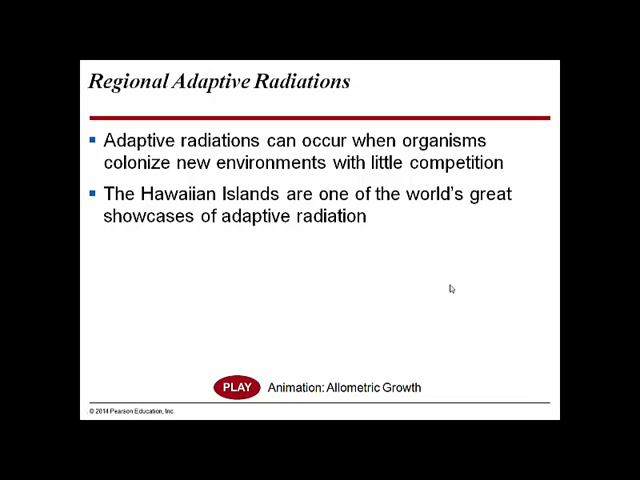 Regional Adaptive Radiations
Adaptive radiations can occur when organisms
colonize new environments with little competition
The Hawaiian Islands are one of the world's great
showcases of adaptive radiation
PLAY Animation: Allometric Growth
© 2014 Pearson Education, Inc.